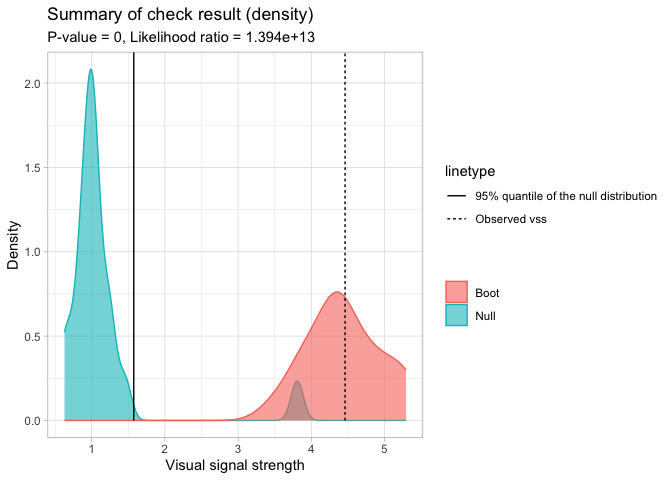 Summary of check result (density)
P-value = 0, Likelihood ratio = 1.394e+13
2.0
1.5
1.0
0.5
0.0
Density
1 2 3 4 5
Visual signal strength
linetype
95% quantile of the null distribution
Observed vss
Boot
Null